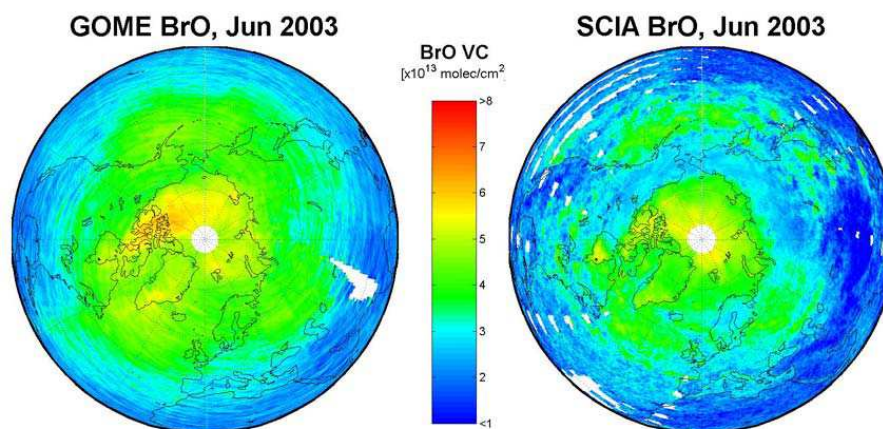 GOME BrO, Jun 2003
SCIA BrO, Jun 2003
BrO VC
[x10¹³ molec/cm²]
>8
7
6
5
4
3
2
<1